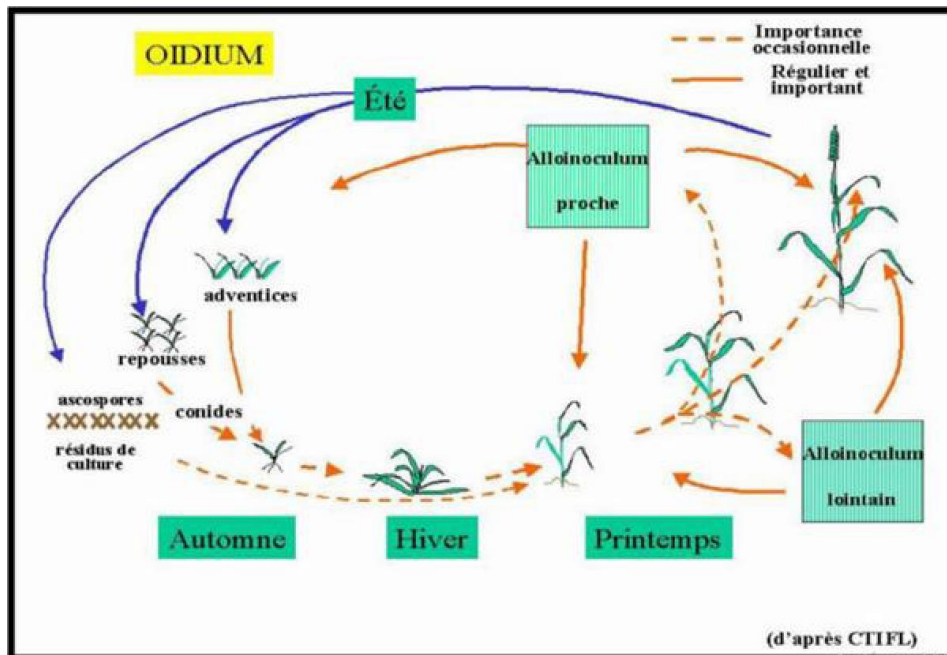 OIDIUM
Importance
occasionnelle
Régulier et
important
Été
Alloinoculum
proche
adventices
repousses
ascospores
conides
résidus de
culture
Alloinoculum
lointain
Automne
Hiver
Printemps
(d'après CTIFL)